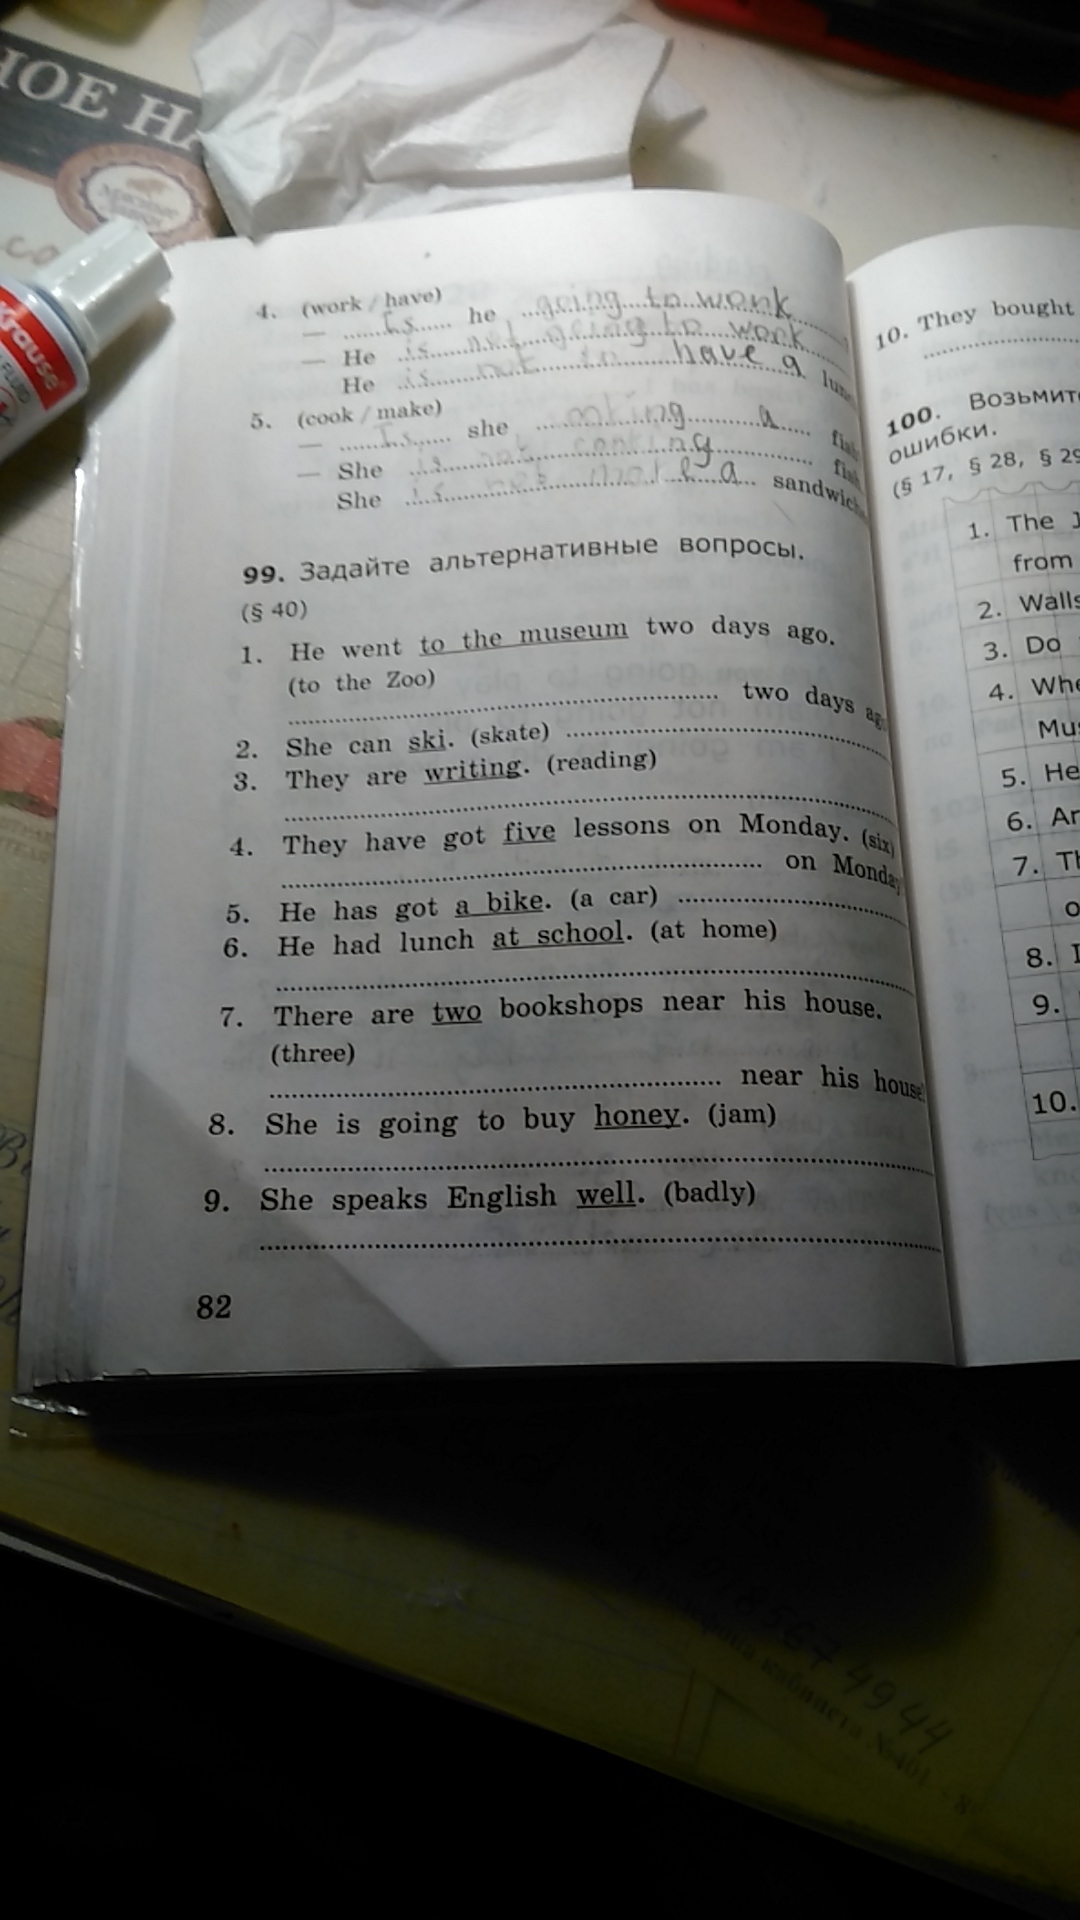 НОЕ НА
Krause
FLUID
4. (work / have)
— Is he going to work
— He is not going to work
He is not to have a
5. (cook / make)
— Is she a
— She is not cooking
She is not a sandwich
99. Задайте альтернативные вопросы.
(§ 40)
1. He went to the museum two days ago.
(to the Zoo)
two days ag
2. She can ski. (skate)
3. They are writing. (reading)
4. They have got five lessons on Monday. (six)
on Monday
5. He has got a bike. (a car)
6. He had lunch at school. (at home)
7. There are two bookshops near his house.
(three)
near his house
8. She is going to buy honey. (jam)
9. She speaks English well. (badly)
82
10. They bought
100. Возьмит
ошибки.
(§ 17, § 28, § 29
1. The J
from
2. Walls
3. Do
4. Whe
Mus
5. He
6. Ar
7. Th
o
8. I
9.
10.